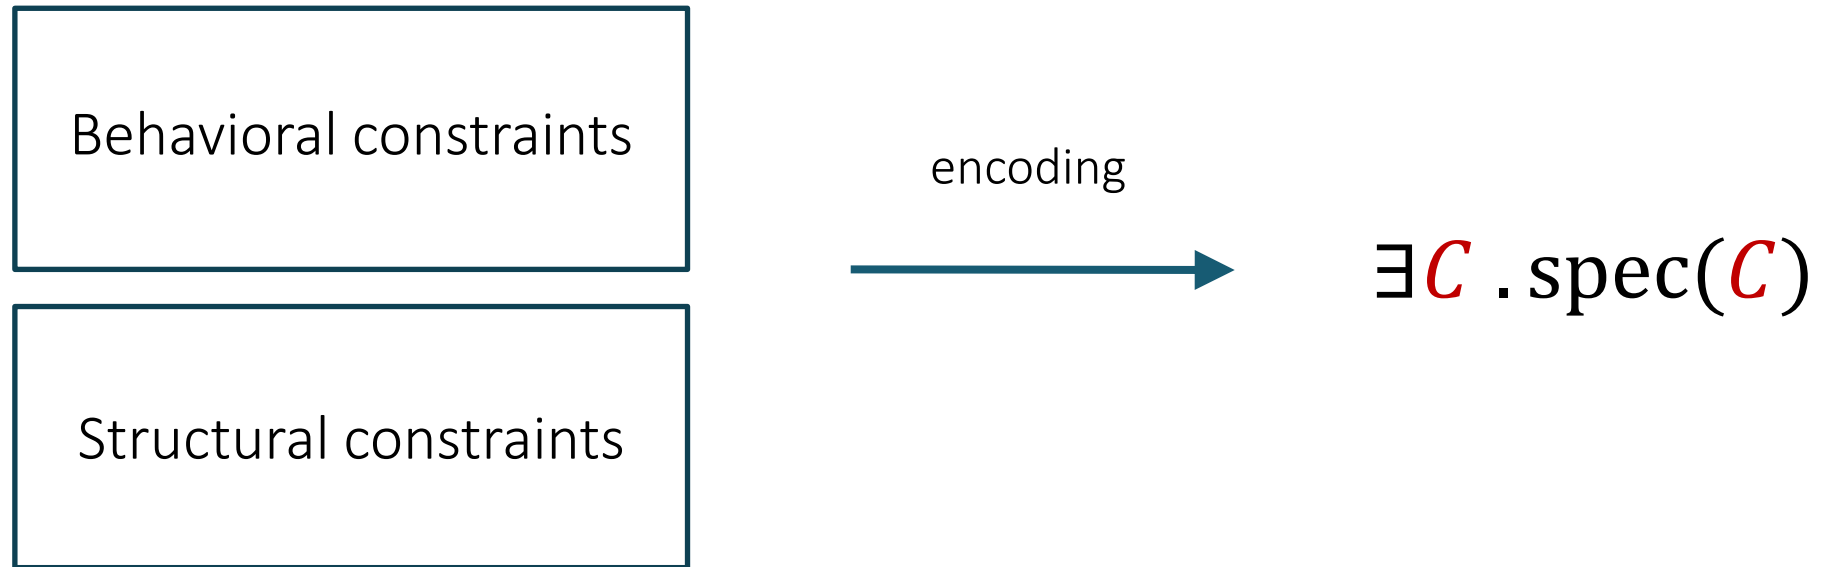 Behavioral constraints
encoding
∃C . spec(C)
Structural constraints